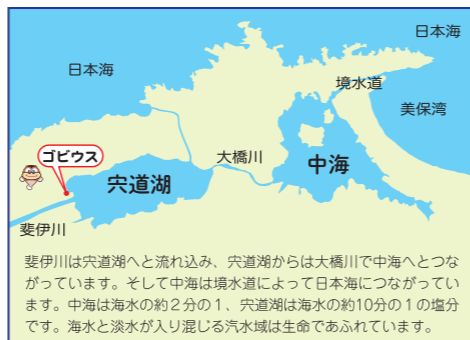 日本海
日本海
境水道
美保湾
ゴビウス
大橋川
中海
宍道湖
斐伊川
斐伊川は宍道湖へと流れ込み、宍道湖からは大橋川で中海へとつな
がっています。そして中海は境水道によって日本海につながってい
ます。中海は海水の約２分の１、宍道湖は海水の約10分の１の塩分
です。海水と淡水が入り混じる汽水域は生命であふれています。